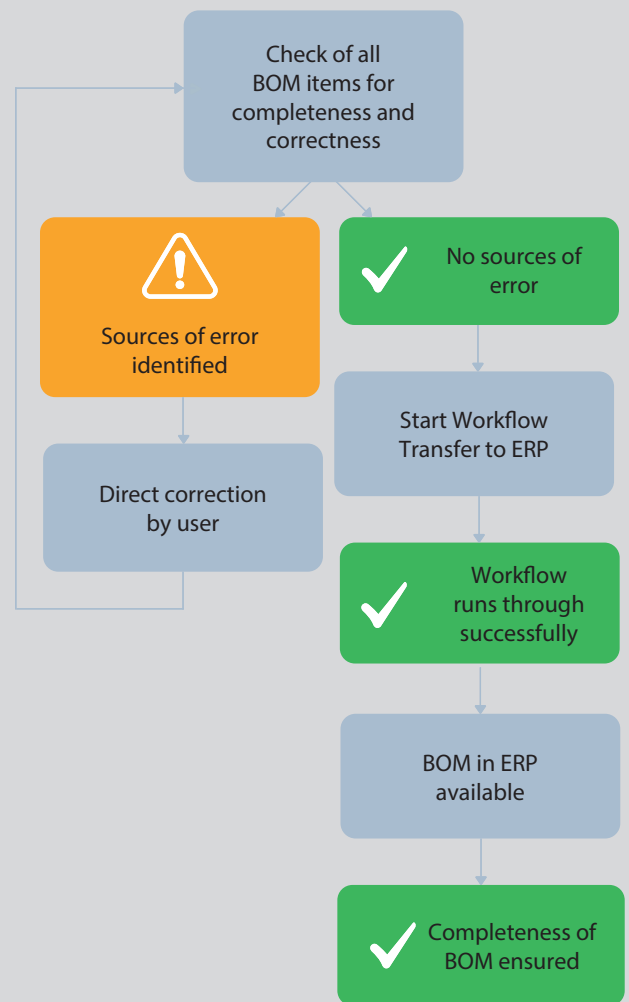 Check of all
BOM items for
completeness and
correctness
Sources of error
identified
No sources of
error
Direct correction
by user
Start Workflow
Transfer to ERP
Workflow
runs through
successfully
BOM in ERP
available
Completeness of
BOM ensured